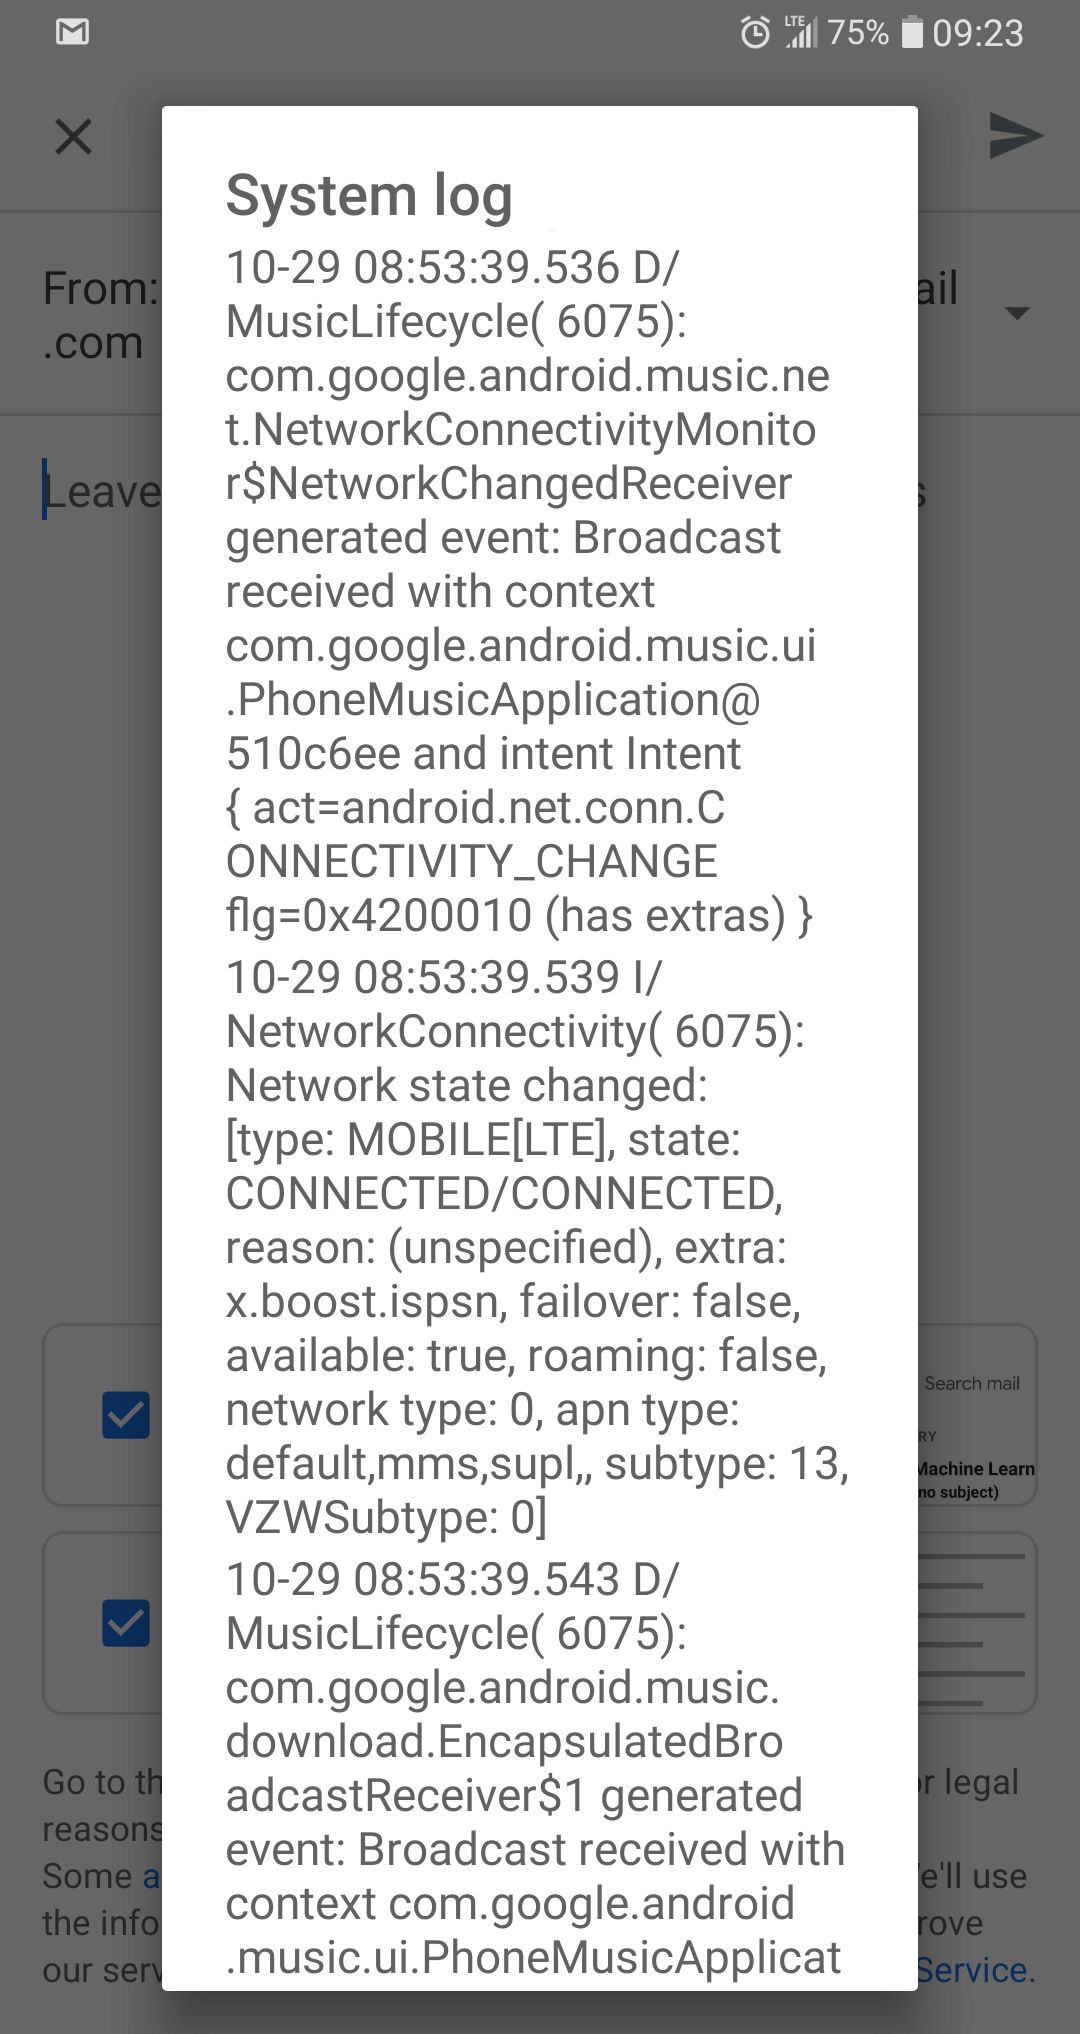 LTE 75% 09:23
System log
From:
ail
.com
10-29 08:53:39.536 D/
MusicLifecycle( 6075):
com.google.android.music.ne
t.NetworkConnectivityMonito
r$NetworkChangedReceiver
generated event: Broadcast
received with context
com.google.android.music.ui
.PhoneMusicApplication@
510c6ee and intent Intent
{ act=android.net.conn.C
ONNECTIVITY_CHANGE
flg=0x4200010 (has extras) }
10-29 08:53:39.539 I/
NetworkConnectivity( 6075):
Network state changed:
[type: MOBILE[LTE], state:
CONNECTED/CONNECTED,
reason: (unspecified), extra:
x.boost.ispsn, failover: false,
available: true, roaming: false,
network type: 0, apn type:
default,mms,supl,, subtype: 13,
VZWSubtype: 0]
10-29 08:53:39.543 D/
MusicLifecycle( 6075):
com.google.android.music.
download.EncapsulatedBro
adcastReceiver$1 generated
event: Broadcast received with
context com.google.android
.music.ui.PhoneMusicApplicat
Leave
s
Search mail
RY
Machine Learn
no subject)
Go to th
r legal
reasons
Some a
e'll use
the info
rove
our serv
Service.